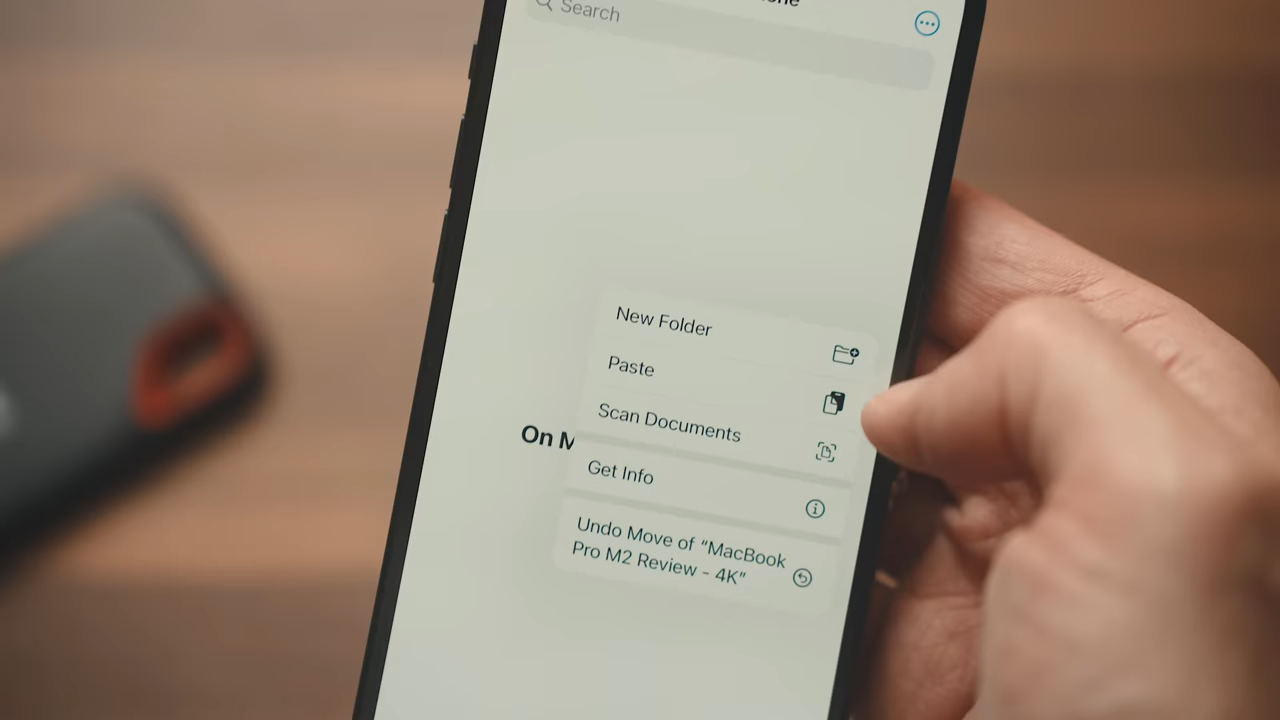 Search
New Folder
Paste
Scan Documents
On M
Get Info
Undo Move of “MacBook
Pro M2 Review - 4K”